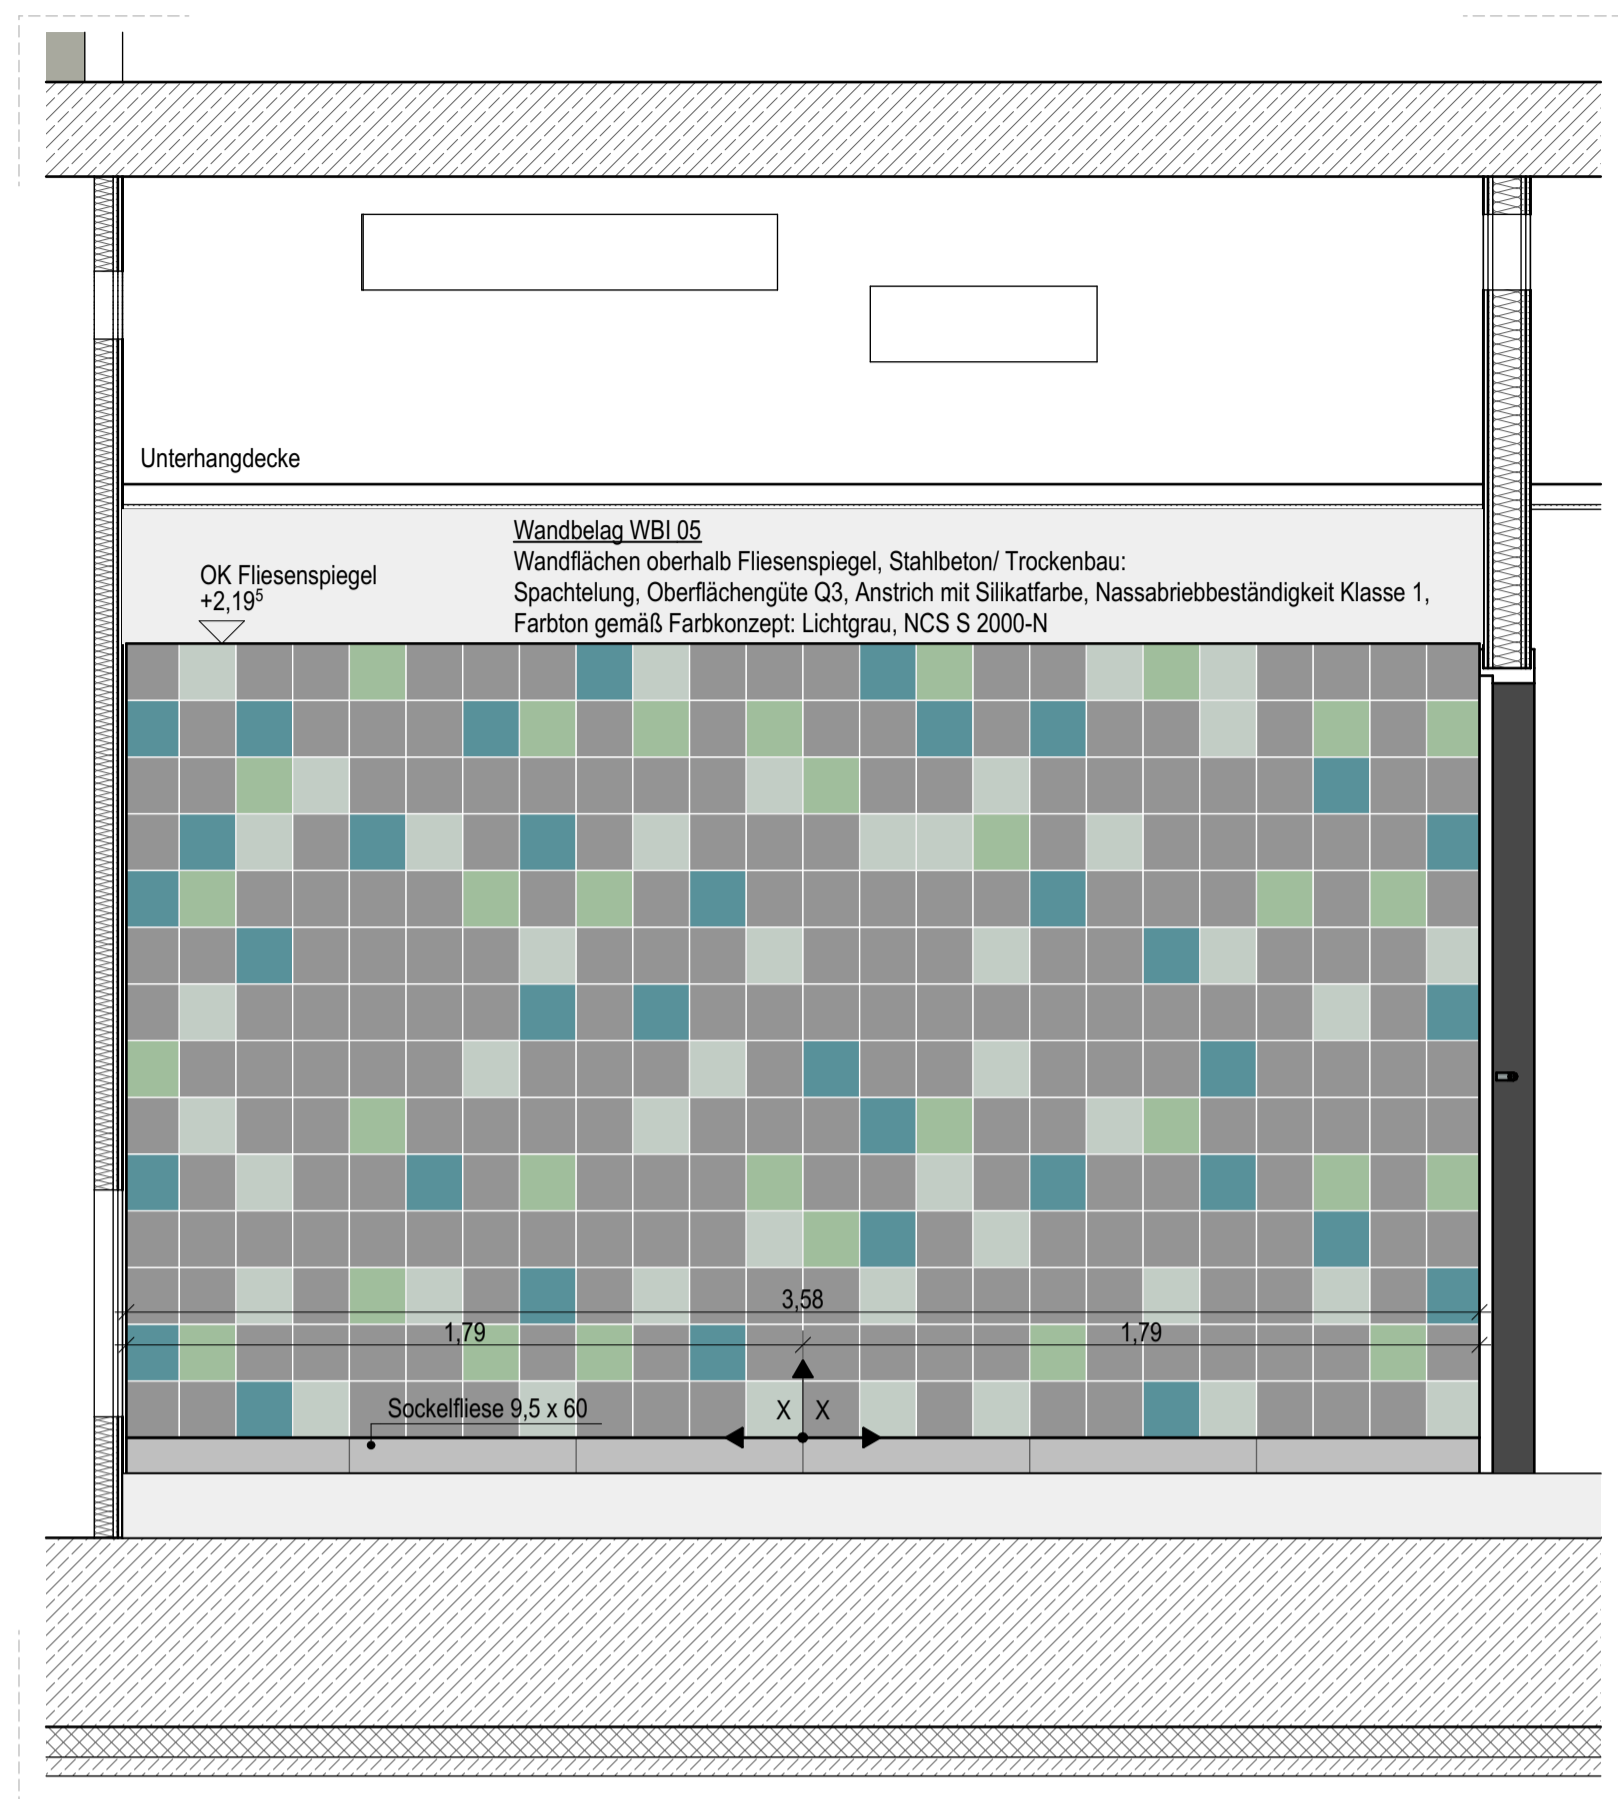 Unterhangdecke
Wandbelag WBI 05
Wandflächen oberhalb Fliesenspiegel, Stahlbeton/ Trockenbau:
Spachtelung, Oberflächengüte Q3, Anstrich mit Silikatfarbe, Nassabriebbeständigkeit Klasse 1,
Farbton gemäß Farbkonzept: Lichtgrau, NCS S 2000-N
OK Fliesenspiegel
+2,19⁵
3,58
1,79
1,79
Sockelfliese 9,5 x 60
X X